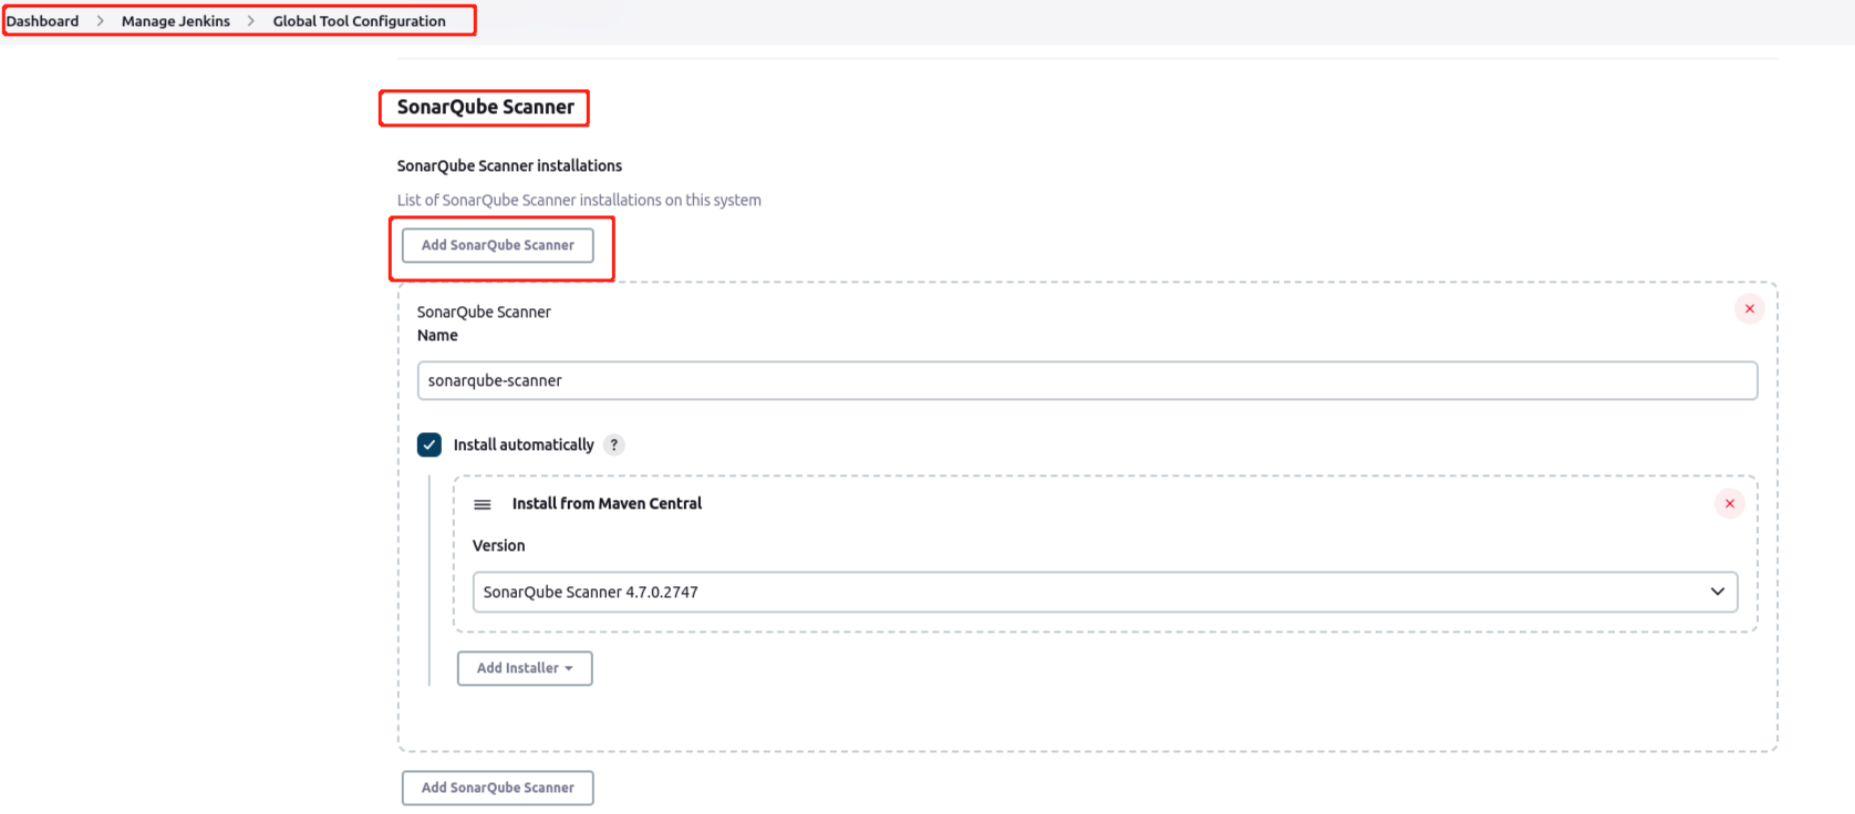 Dashboard > Manage Jenkins > Global Tool Configuration
SonarQube Scanner
SonarQube Scanner installations
List of SonarQube Scanner installations on this system
Add SonarQube Scanner
SonarQube Scanner
Name
sonarqube-scanner
Install automatically ?
Install from Maven Central
Version
SonarQube Scanner 4.7.0.2747
Add Installer
Add SonarQube Scanner